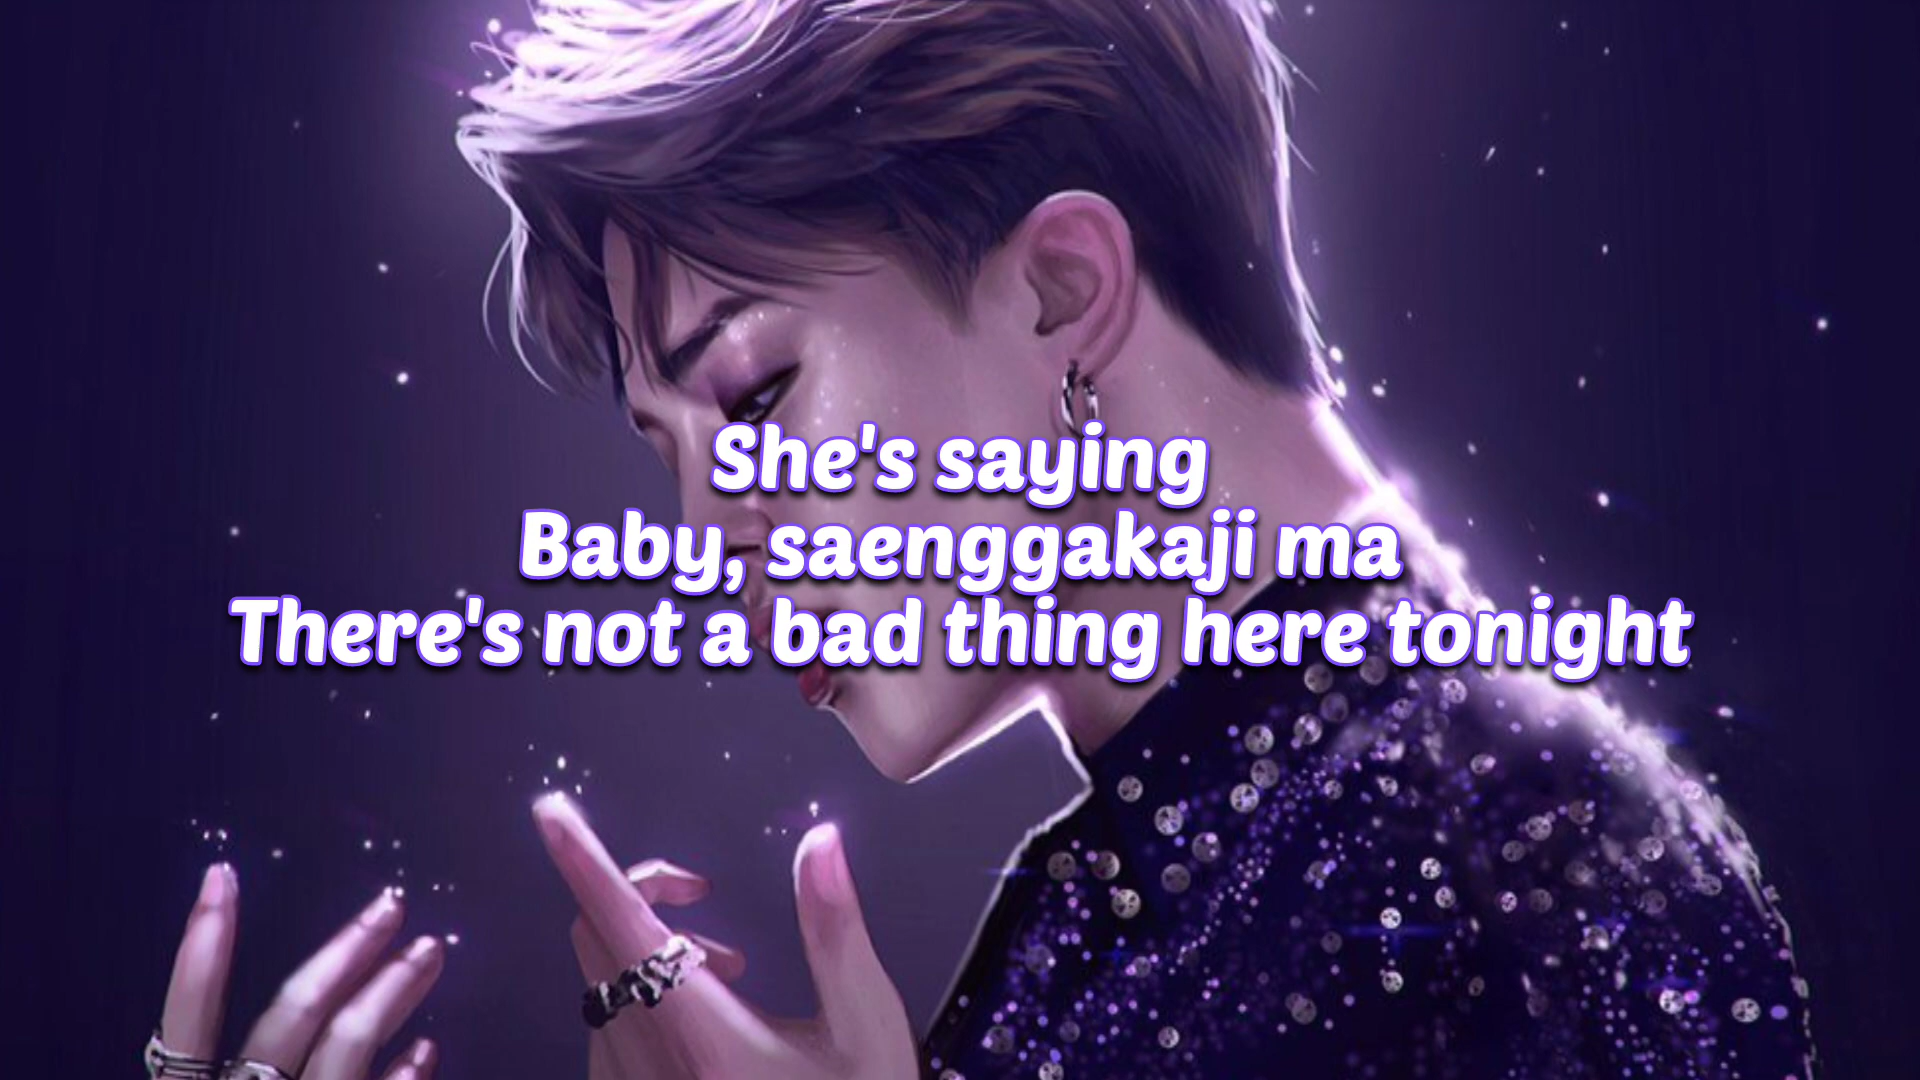 She's saying
Baby, saenggakaji ma
There's not a bad thing here tonight